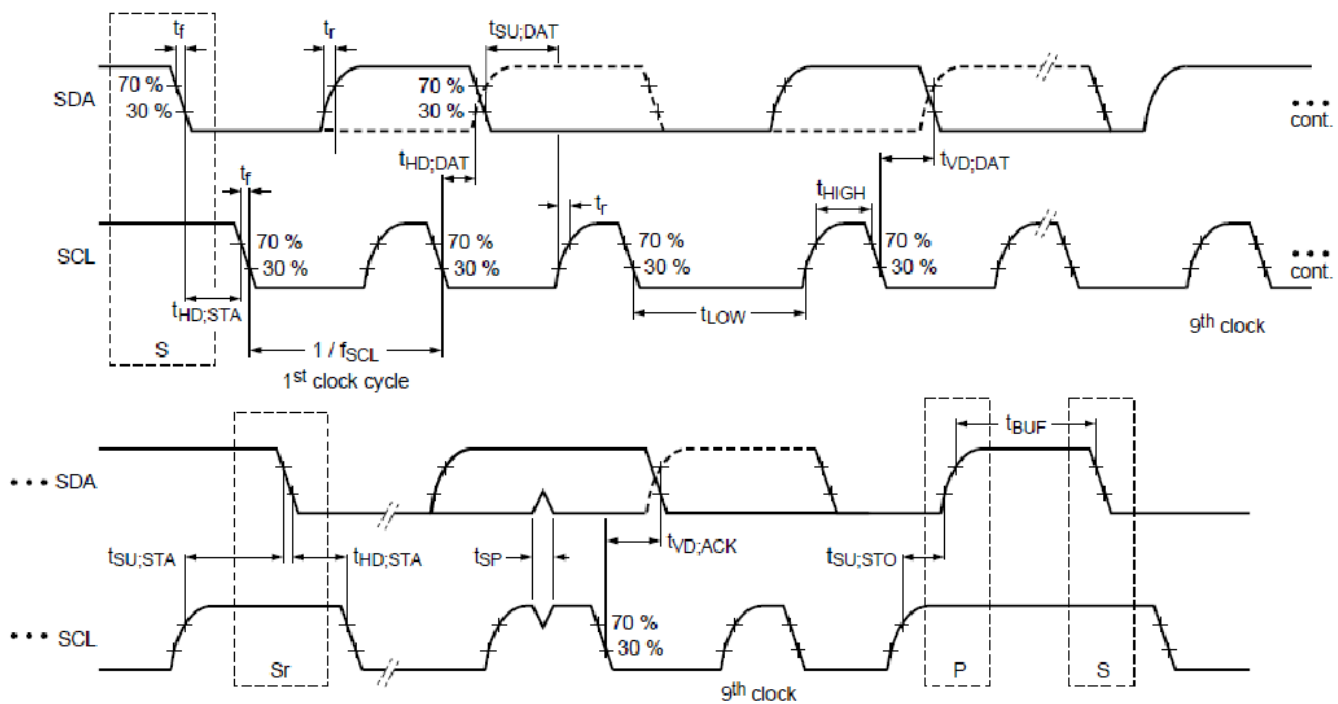 tf tr tSU;DAT
70 % 70 %
SDA
30 % 30 %
•••
cont.
tHD;DAT tVD;DAT
tf tr tHIGH
70 % 70 % 70 %
SCL
30 % 30 % 30 % 30 %
•••
cont.
tHD;STA tLOW 9th clock
S 1 / fSCL
1st clock cycle
tBUF
••• SDA
tSU;STA tHD;STA tSP tVD;ACK tSU;STO
70 %
••• SCL
30 %
Sr P S
9th clock